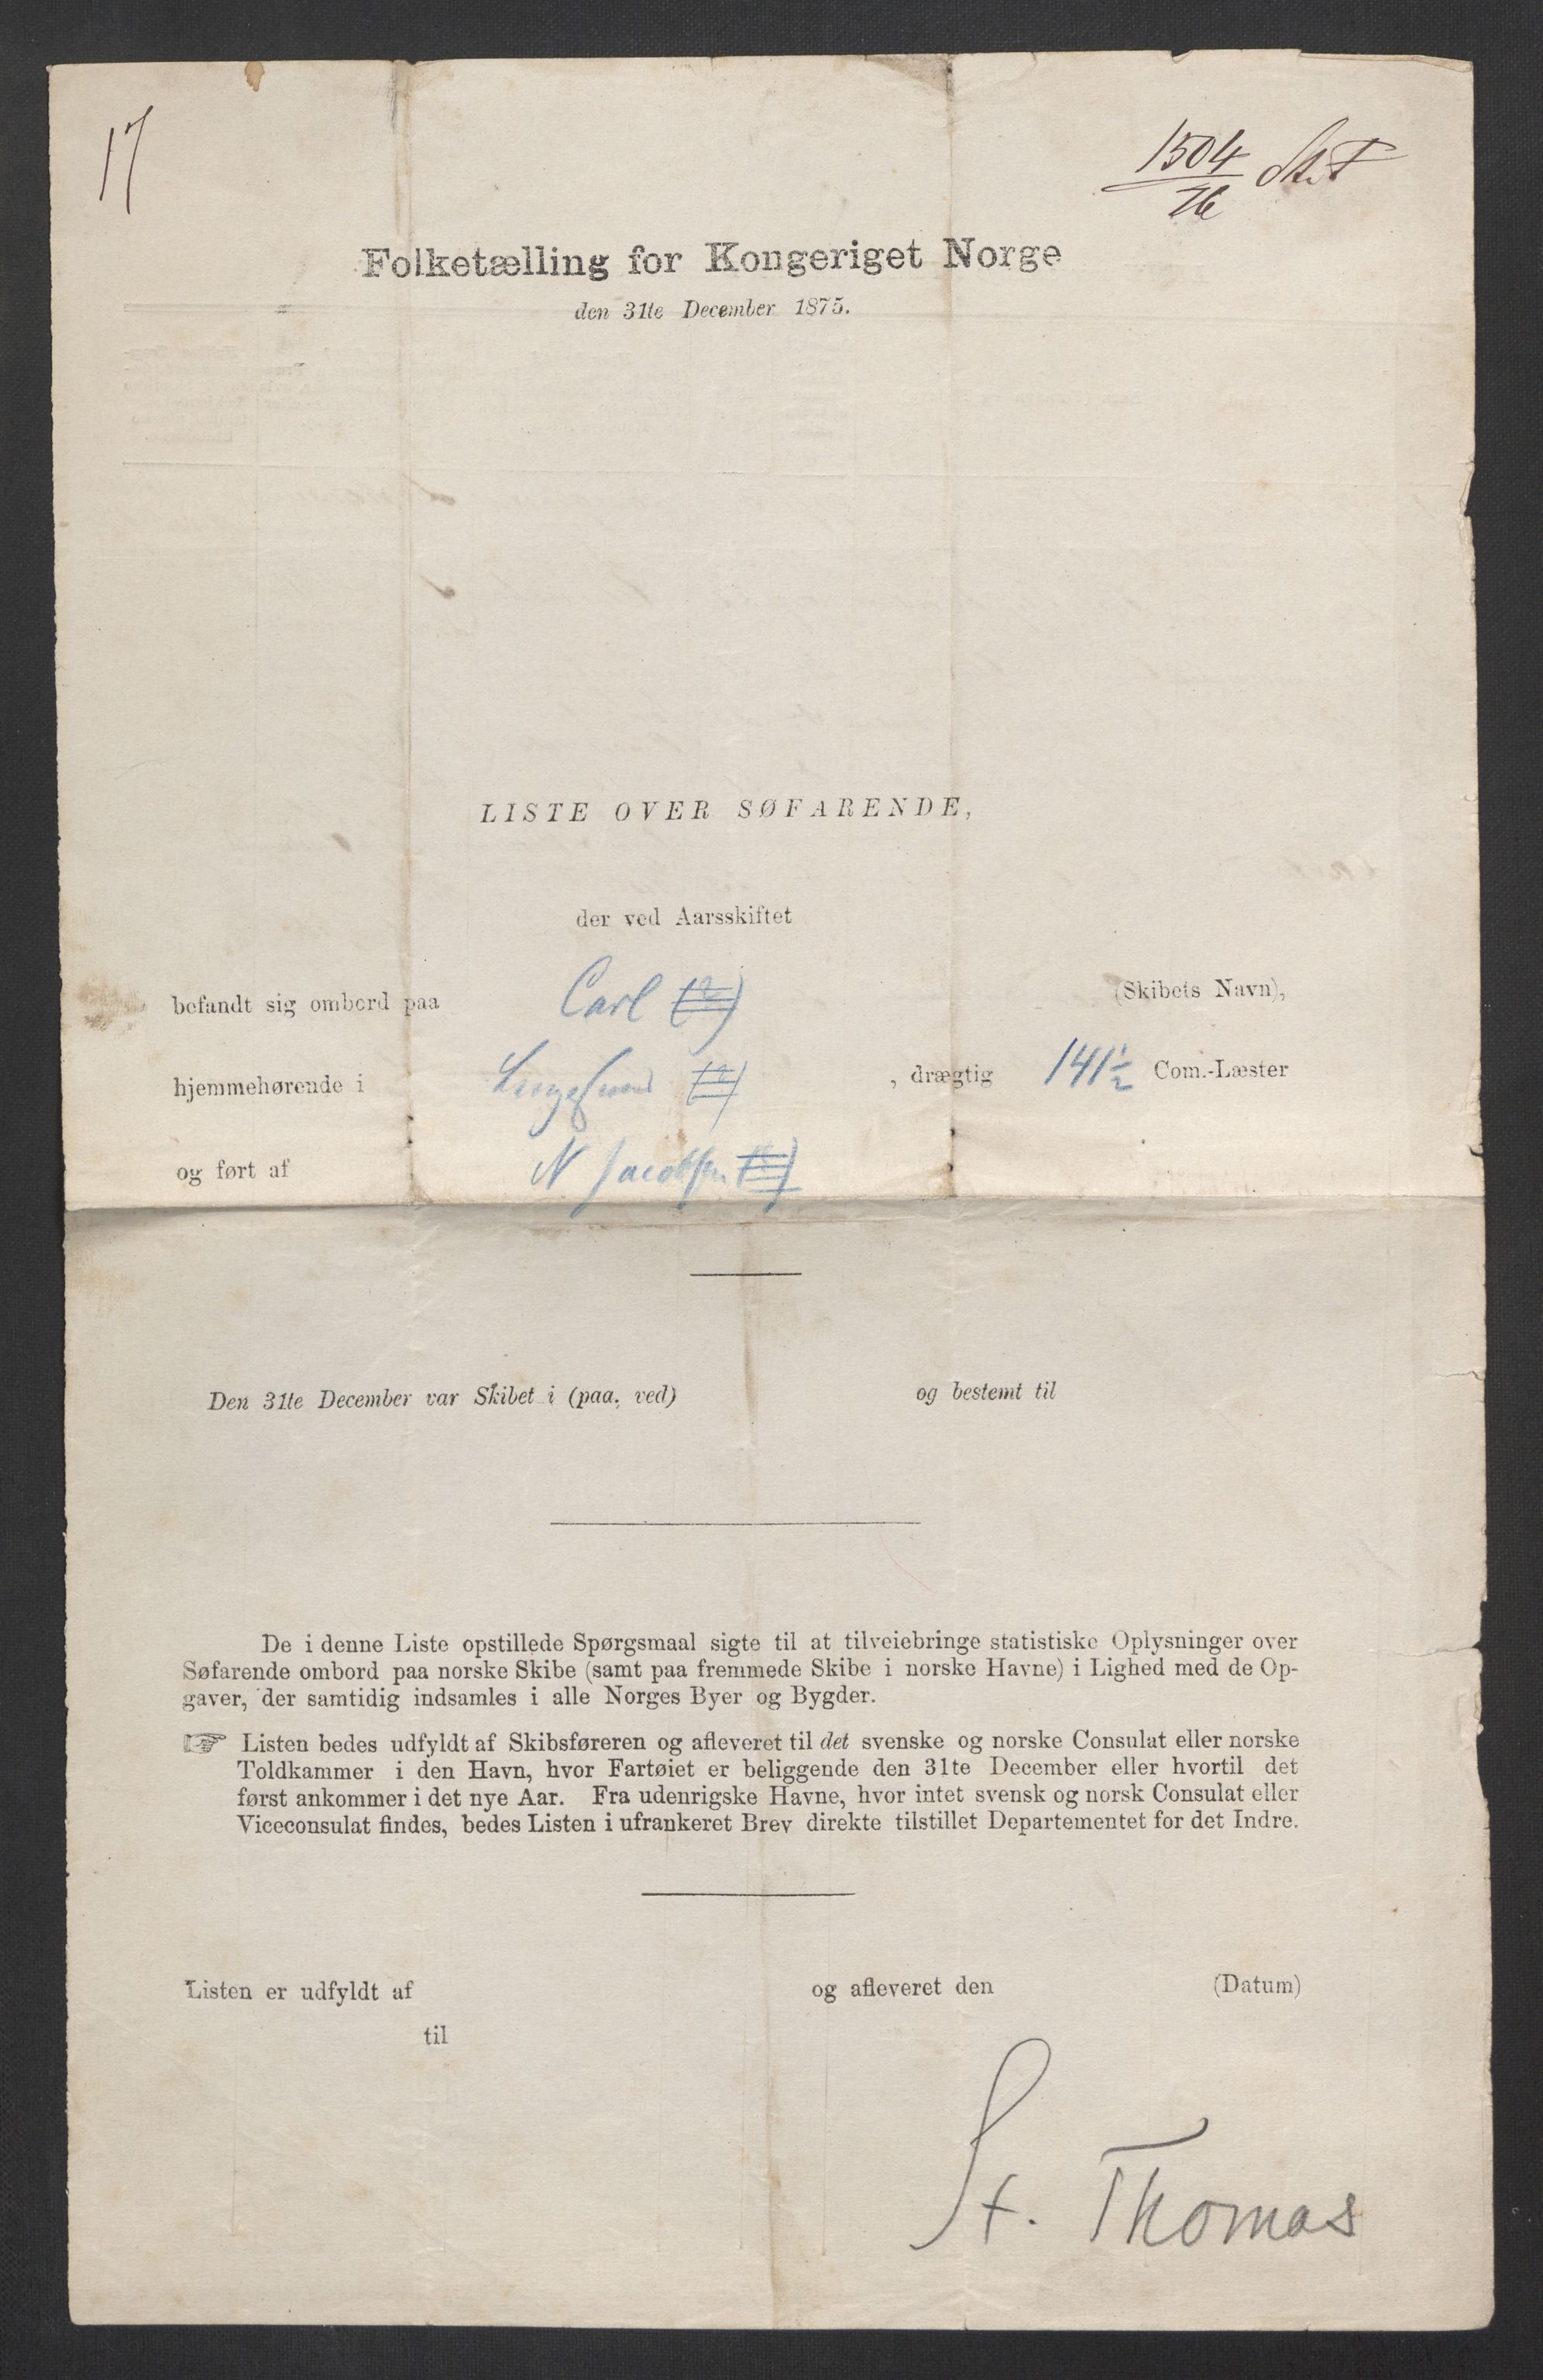 17
1504
76
Folketælling for Kongeriget Norge
den 31te December 1875.
LISTE OVER SØFARENDE,
der ved Aarsskiftet
befandt sig ombord paa Carl (Skibets Navn),
hjemmehørende i , drægtig 141½ Com.-Læster
og ført af N Jacobsen
Den 31te December var Skibet i (paa, ved) og bestemt til
De i denne Liste opstillede Spørgsmaal sigte til at tilveiebringe statistiske Oplysninger over
Søfarende ombord paa norske Skibe (samt paa fremmede Skibe i norske Havne) i Lighed med de Op-
gaver, der samtidig indsamles i alle Norges Byer og Bygder.
☞ Listen bedes udfyldt af Skibsføreren og afleveret til det svenske og norske Consulat eller norske
Toldkammer i den Havn, hvor Fartøiet er beliggende den 31te December eller hvortil det
først ankommer i det nye Aar. Fra udenrigske Havne, hvor intet svensk og norsk Consulat eller
Viceconsulat findes, bedes Listen i ufrankeret Brev direkte tilstillet Departementet for det Indre.
Listen er udfyldt af og afleveret den (Datum)
til
St. Thomas